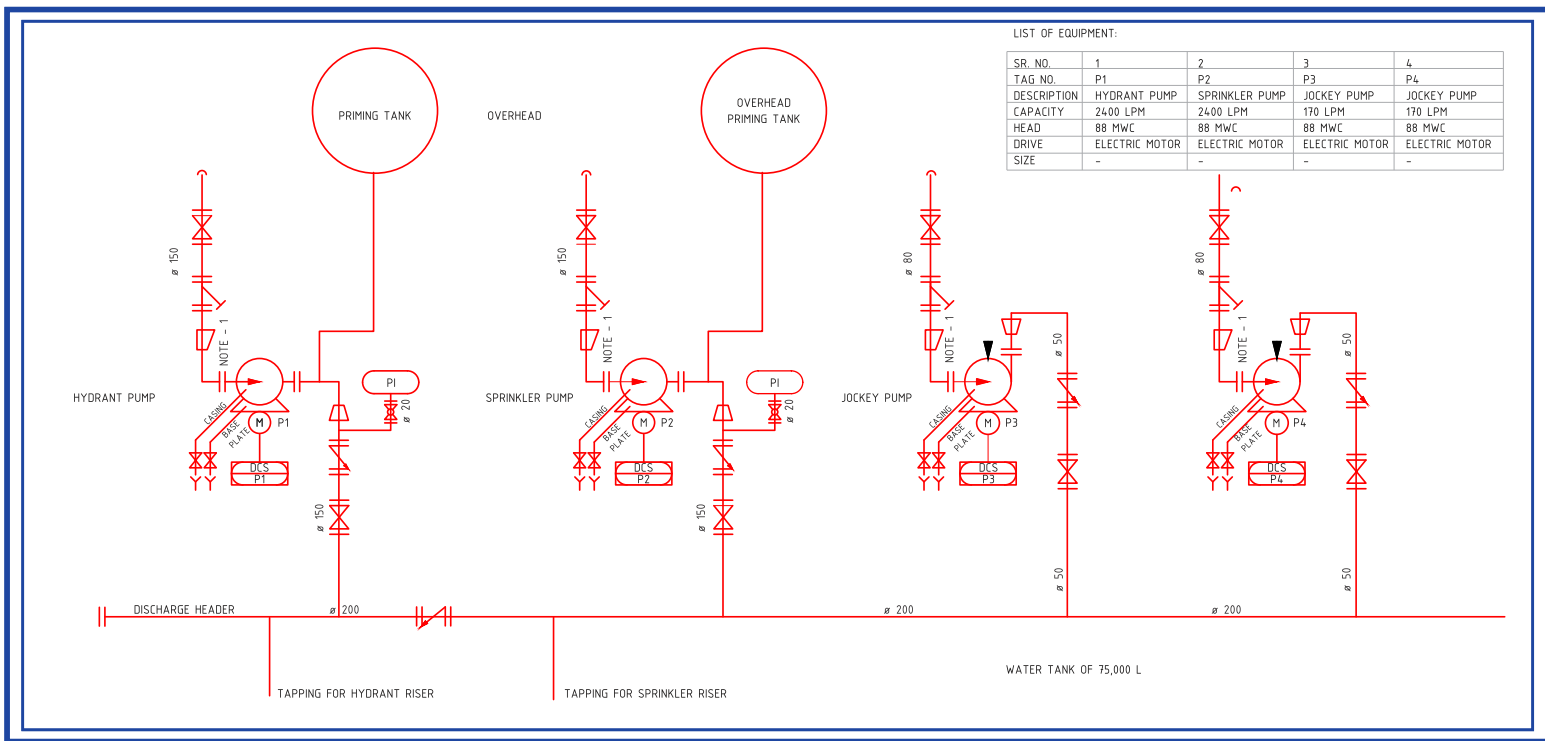 LIST OF EQUIPMENT:
SR. NO. 1 2 3 4
TAG NO. P1 P2 P3 P4
DESCRIPTION HYDRANT PUMP SPRINKLER PUMP JOCKEY PUMP JOCKEY PUMP
CAPACITY 2400 LPM 2400 LPM 170 LPM 170 LPM
HEAD 88 MWC 88 MWC 88 MWC 88 MWC
DRIVE ELECTRIC MOTOR ELECTRIC MOTOR ELECTRIC MOTOR ELECTRIC MOTOR
SIZE - - - -
PRIMING TANK
OVERHEAD
OVERHEAD
PRIMING TANK
ø 150
NOTE - 1
HYDRANT PUMP
CASING
BASE
PLATE
M
P1
DCS
P1
PI
ø 20
ø 150
ø 150
NOTE - 1
SPRINKLER PUMP
CASING
BASE
PLATE
M
P2
DCS
P2
PI
ø 20
ø 150
ø 80
NOTE - 1
JOCKEY PUMP
CASING
BASE
PLATE
M
P3
DCS
P3
ø 50
ø 50
ø 80
NOTE - 1
CASING
BASE
PLATE
M
P4
DCS
P4
ø 50
ø 50
DISCHARGE HEADER
ø 200
ø 200
ø 200
TAPPING FOR HYDRANT RISER
TAPPING FOR SPRINKLER RISER
WATER TANK OF 75,000 L